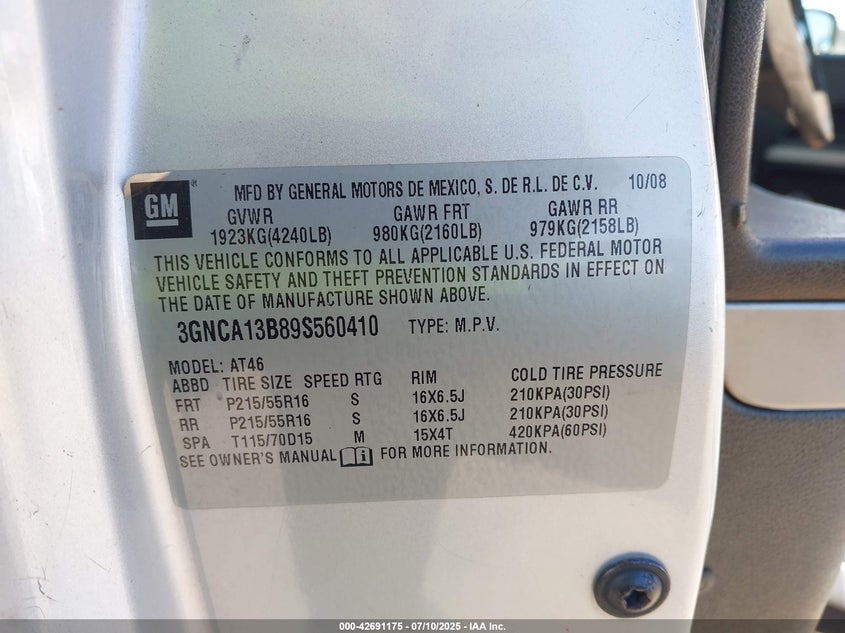 GM
MFD BY GENERAL MOTORS DE MEXICO, S. DE R.L. DE C.V. 10/08
GVWR GAWR FRT GAWR RR
1923KG(4240LB) 980KG(2160LB) 979KG(2158LB)
THIS VEHICLE CONFORMS TO ALL APPLICABLE U.S. FEDERAL MOTOR
VEHICLE SAFETY AND THEFT PREVENTION STANDARDS IN EFFECT ON
THE DATE OF MANUFACTURE SHOWN ABOVE.
3GNCA13B89S560410 TYPE: M.P.V.
MODEL: AT46
ABBD TIRE SIZE SPEED RTG RIM COLD TIRE PRESSURE
FRT P215/55R16 S 16X6.5J 210KPA(30PSI)
RR P215/55R16 S 16X6.5J 210KPA(30PSI)
SPA T115/70D15 M 15X4T 420KPA(60PSI)
SEE OWNER'S MANUAL FOR MORE INFORMATION.
000-42691175 - 07/10/2025 - IAA Inc.